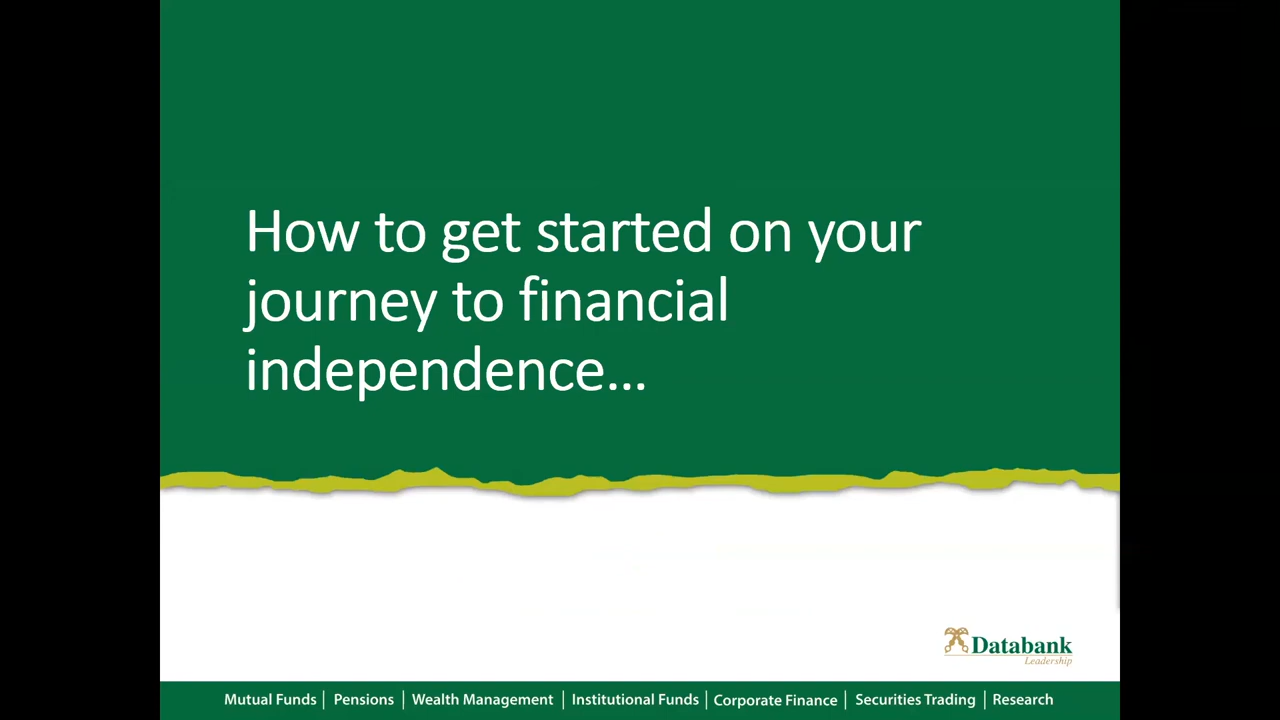 How to get started on your
journey to financial
independence...
Databank
Leadership
Mutual Funds | Pensions | Wealth Management | Institutional Funds | Corporate Finance | Securities Trading | Research